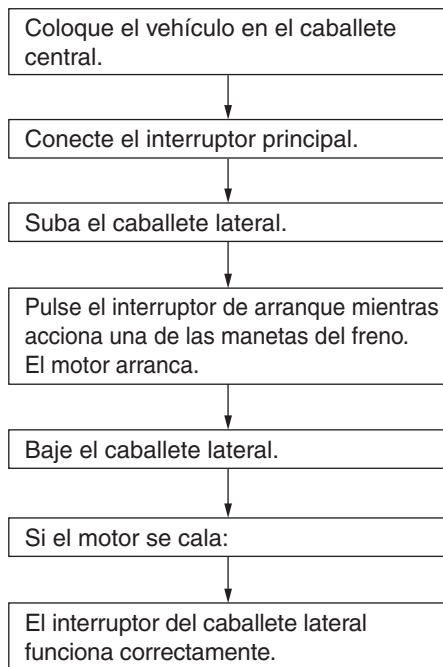 Coloque el vehículo en el caballete
central.
Conecte el interruptor principal.
Suba el caballete lateral.
Pulse el interruptor de arranque mientras
acciona una de las manetas del freno.
El motor arranca.
Baje el caballete lateral.
Si el motor se cala:
El interruptor del caballete lateral
funciona correctamente.